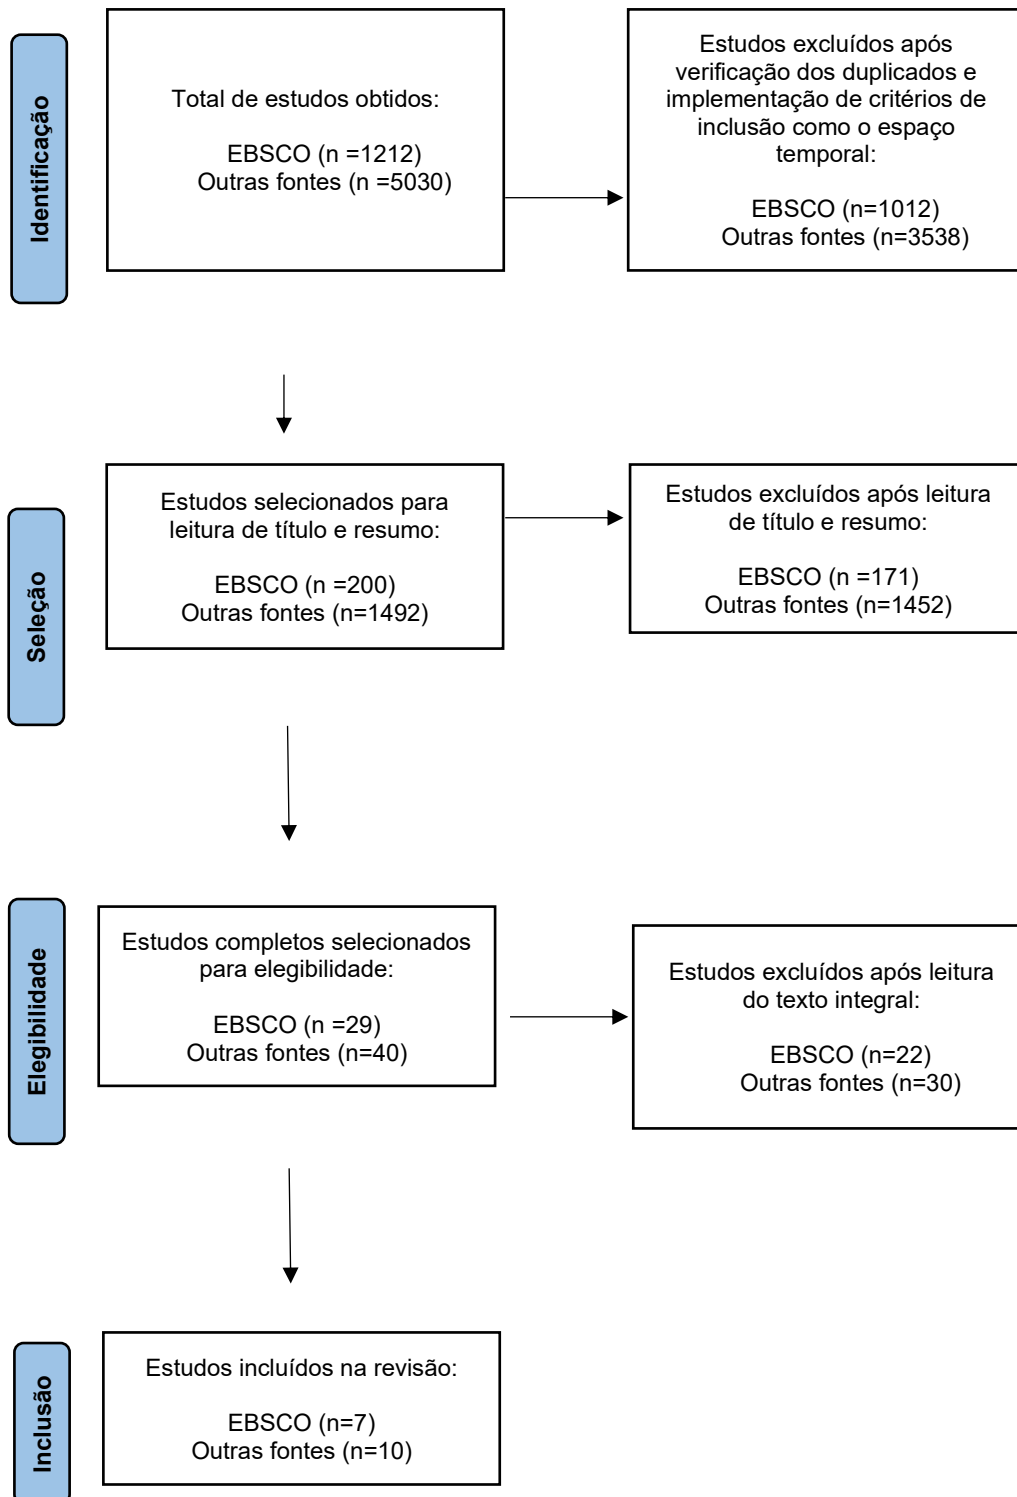 Identificação
Total de estudos obtidos:
EBSCO (n =1212)
Outras fontes (n =5030)
Estudos excluídos após
verificação dos duplicados e
implementação de critérios de
inclusão como o espaço
temporal:
EBSCO (n=1012)
Outras fontes (n=3538)
Seleção
Estudos selecionados para
leitura de título e resumo:
EBSCO (n =200)
Outras fontes (n=1492)
Estudos excluídos após leitura
de título e resumo:
EBSCO (n =171)
Outras fontes (n=1452)
Elegibilidade
Estudos completos selecionados
para elegibilidade:
EBSCO (n =29)
Outras fontes (n=40)
Estudos excluídos após leitura
do texto integral:
EBSCO (n=22)
Outras fontes (n=30)
Inclusão
Estudos incluídos na revisão:
EBSCO (n=7)
Outras fontes (n=10)